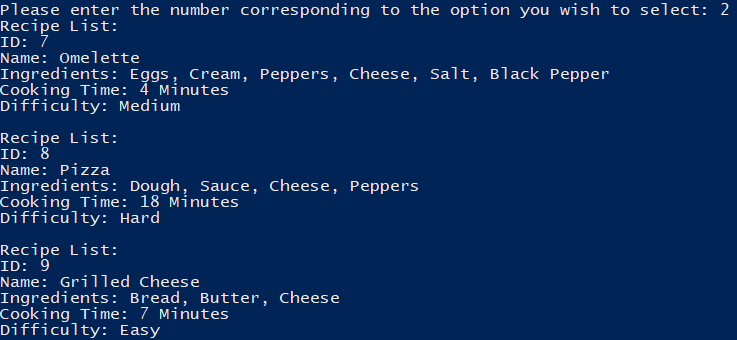 Please enter the number corresponding to the option you wish to select: 2
Recipe List:
ID: 7
Name: Omelette
Ingredients: Eggs, Cream, Peppers, Cheese, Salt, Black Pepper
Cooking Time: 4 Minutes
Difficulty: Medium
Recipe List:
ID: 8
Name: Pizza
Ingredients: Dough, Sauce, Cheese, Peppers
Cooking Time: 18 Minutes
Difficulty: Hard
Recipe List:
ID: 9
Name: Grilled Cheese
Ingredients: Bread, Butter, Cheese
Cooking Time: 7 Minutes
Difficulty: Easy